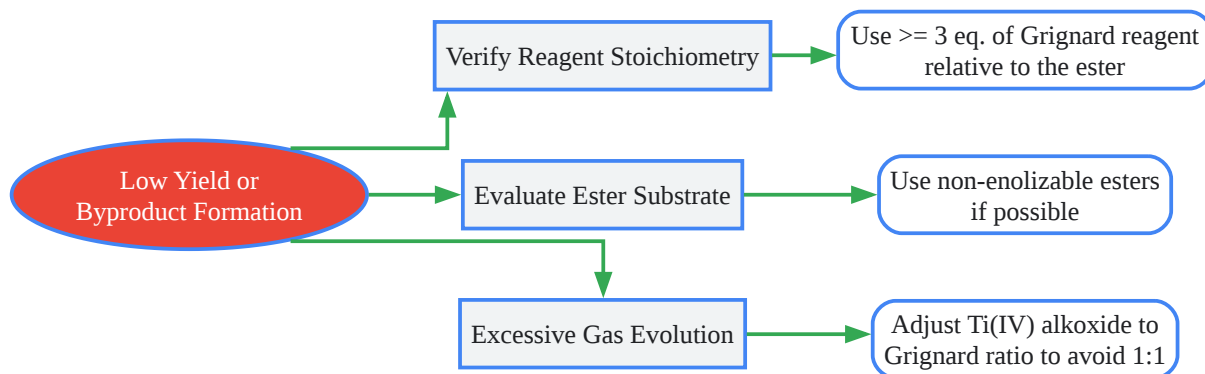 Low Yield or
Byproduct Formation
Verify Reagent Stoichiometry
Use >= 3 eq. of Grignard reagent
relative to the ester
Evaluate Ester Substrate
Use non-enolizable esters
if possible
Excessive Gas Evolution
Adjust Ti(IV) alkoxide to
Grignard ratio to avoid 1:1